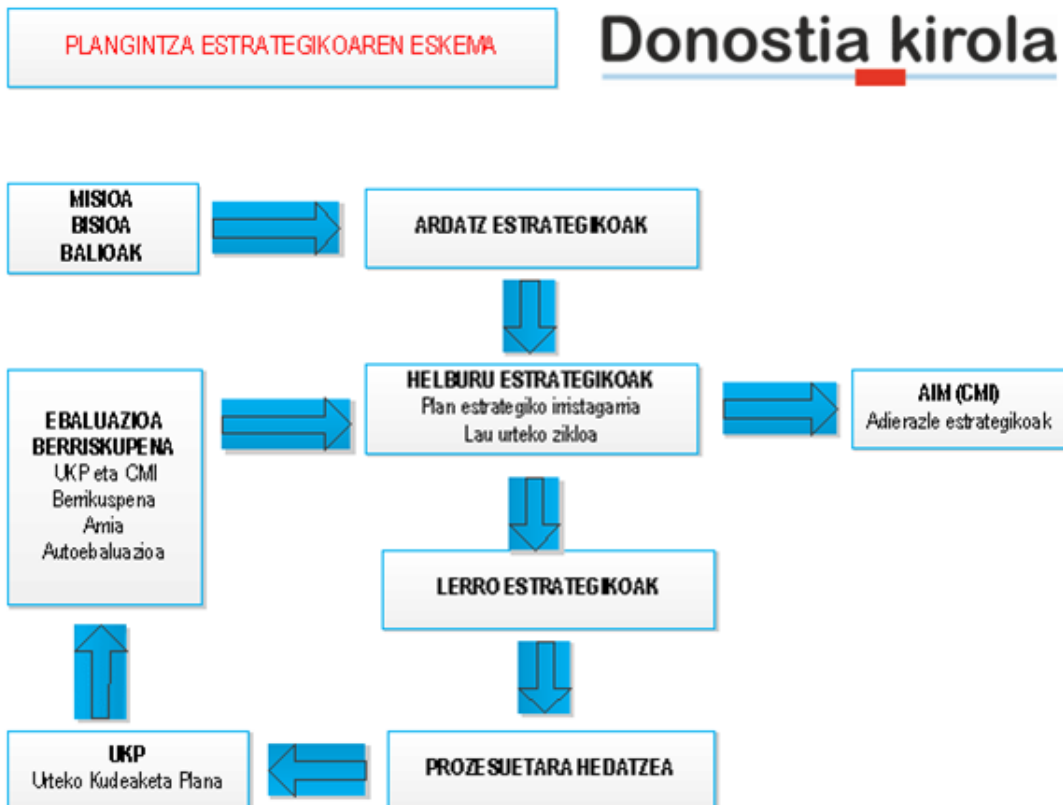 PLANGINTZA ESTRATEGIKOAREN ESKEMA
Donostia kirola
MISIOA
BISIOA
BALIOAK
ARDATZ ESTRATEGIKOAK
HELBURU ESTRATEGIKOAK
Plan estrategiko irristagarria
Lau urteko zikloa
AIM (CMI)
Adierazle estrategikoak
EBALUAZIOA
BERRISKUPENA
UKP eta CMI
Berrikuspena
Amia
Autoebaluazioa
LERRO ESTRATEGIKOAK
UKP
Urteko Kudeaketa Plana
PROZESUETARA HEDATZEA